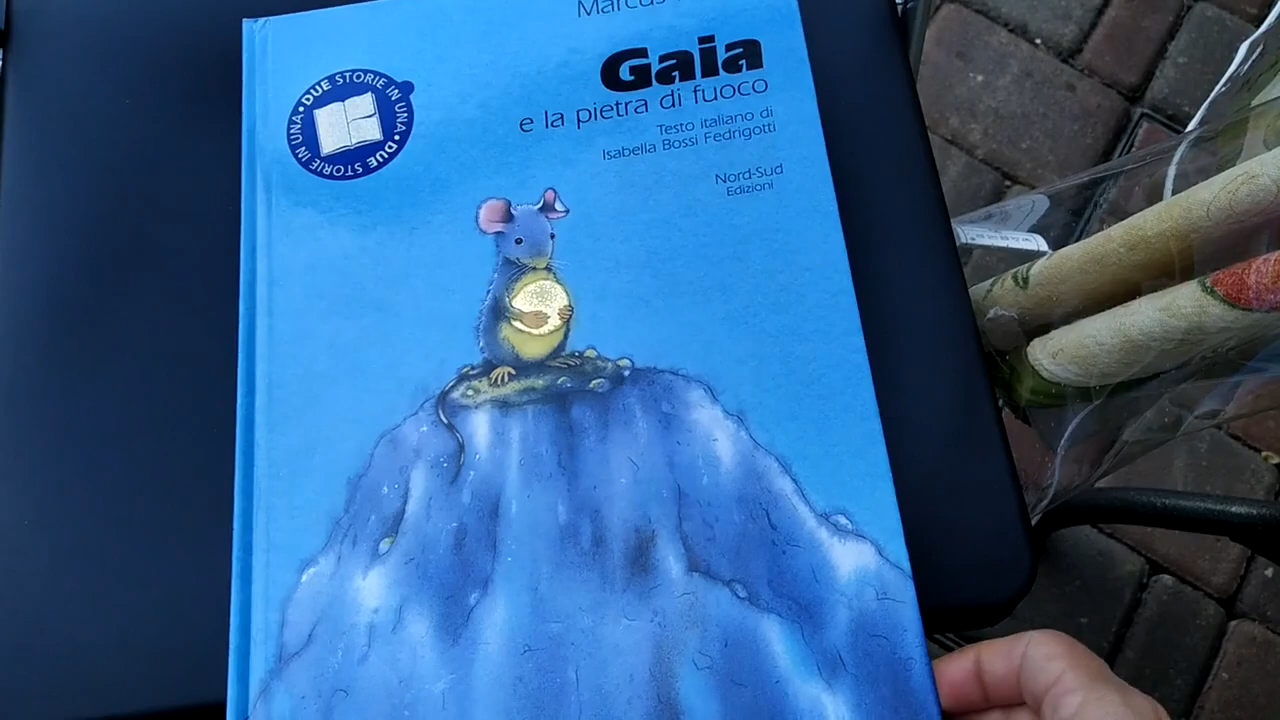 Marcus
Gaia
e la pietra di fuoco
Testo italiano di
Isabella Bossi Fedrigotti
Nord-Sud
Edizioni
DUE STORIE IN UNA • DUE STORIE IN UNA •